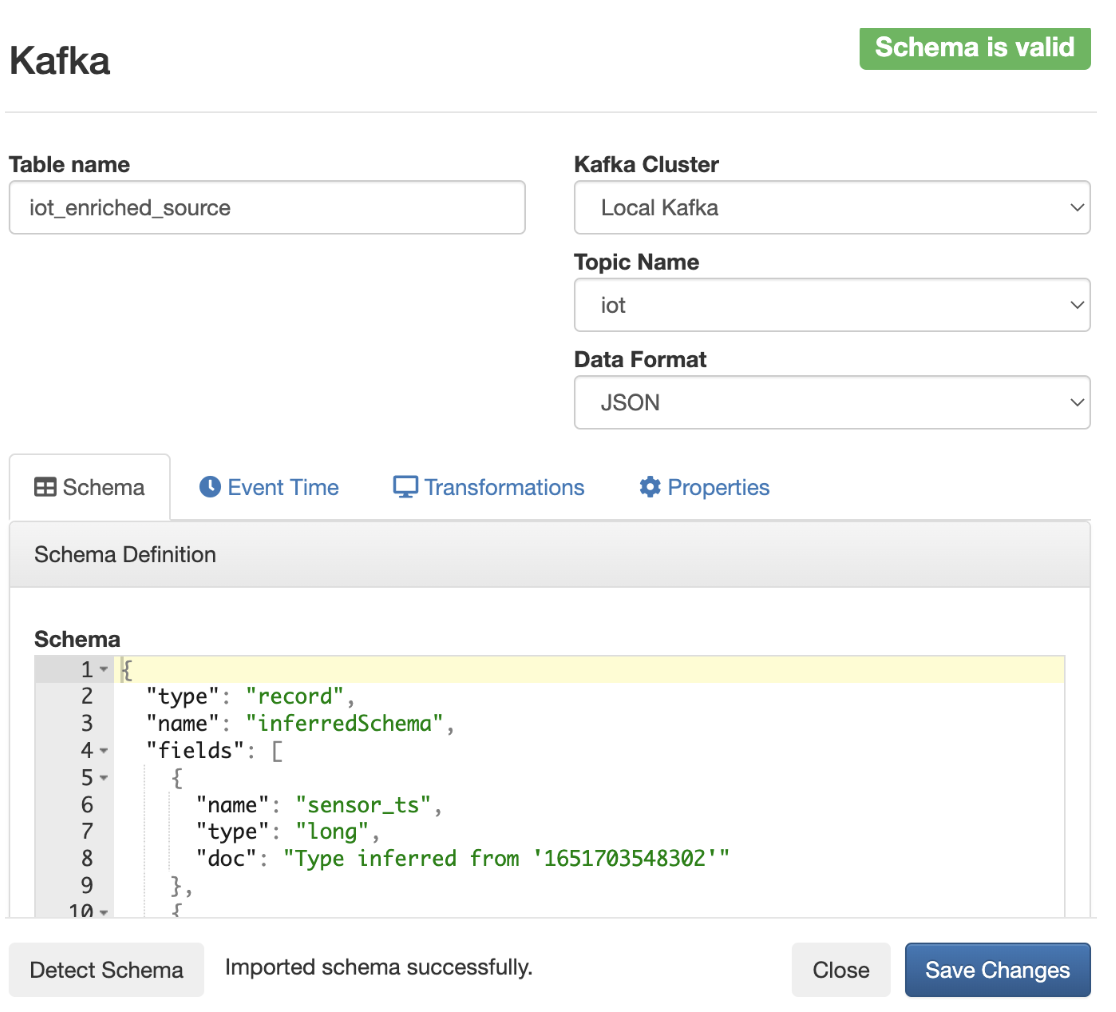 Kafka
Schema is valid
Table name
iot_enriched_source
Kafka Cluster
Local Kafka
Topic Name
iot
Data Format
JSON
Schema
Event Time
Transformations
Properties
Schema Definition
Schema
1 {
2 "type": "record",
3 "name": "inferredSchema",
4 "fields": [
5 {
6 "name": "sensor_ts",
7 "type": "long",
8 "doc": "Type inferred from '1651703548302'"
9 },
10 {
Detect Schema
Imported schema successfully.
Close
Save Changes